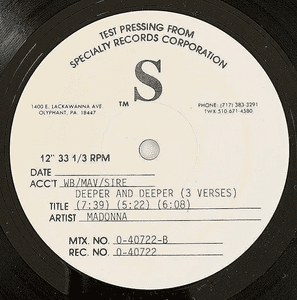 TEST PRESSING FROM
SPECIALTY RECORDS CORPORATION
S
TM
1400 E. LACKAWANNA AVE.
OLYPHANT, PA. 18447
PHONE: (717) 383-3291
TWX 510 671-4580
12" 33 1/3 RPM
DATE
ACC'T WB/MAV/SIRE
DEEPER AND DEEPER (3 VERSES)
TITLE (7:39) (5:22) (6:08)
ARTIST MADONNA
MTX. NO. 0-40722-B
REC. NO. 0-40722